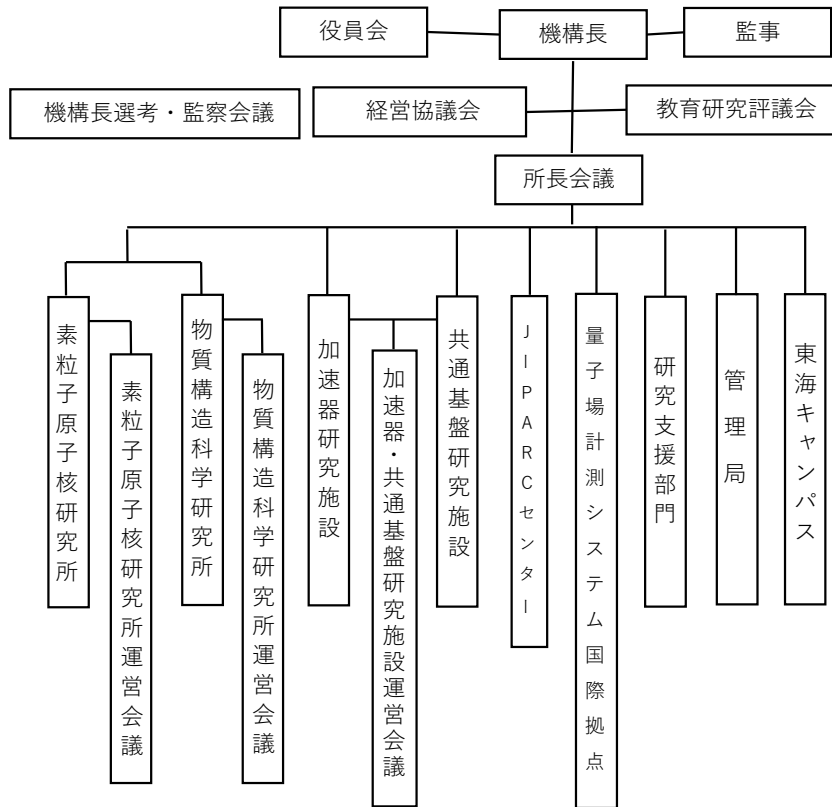 役員会
機構長
監事
機構長選考・監察会議
経営協議会
教育研究評議会
所長会議
素粒子原子核研究所
素粒子原子核研究所運営会議
物質構造科学研究所
物質構造科学研究所運営会議
加速器研究施設
加速器・共通基盤研究施設運営会議
共通基盤研究施設
JーPARCセンター
量子場計測システム国際拠点
研究支援部門
管理局
東海キャンパス